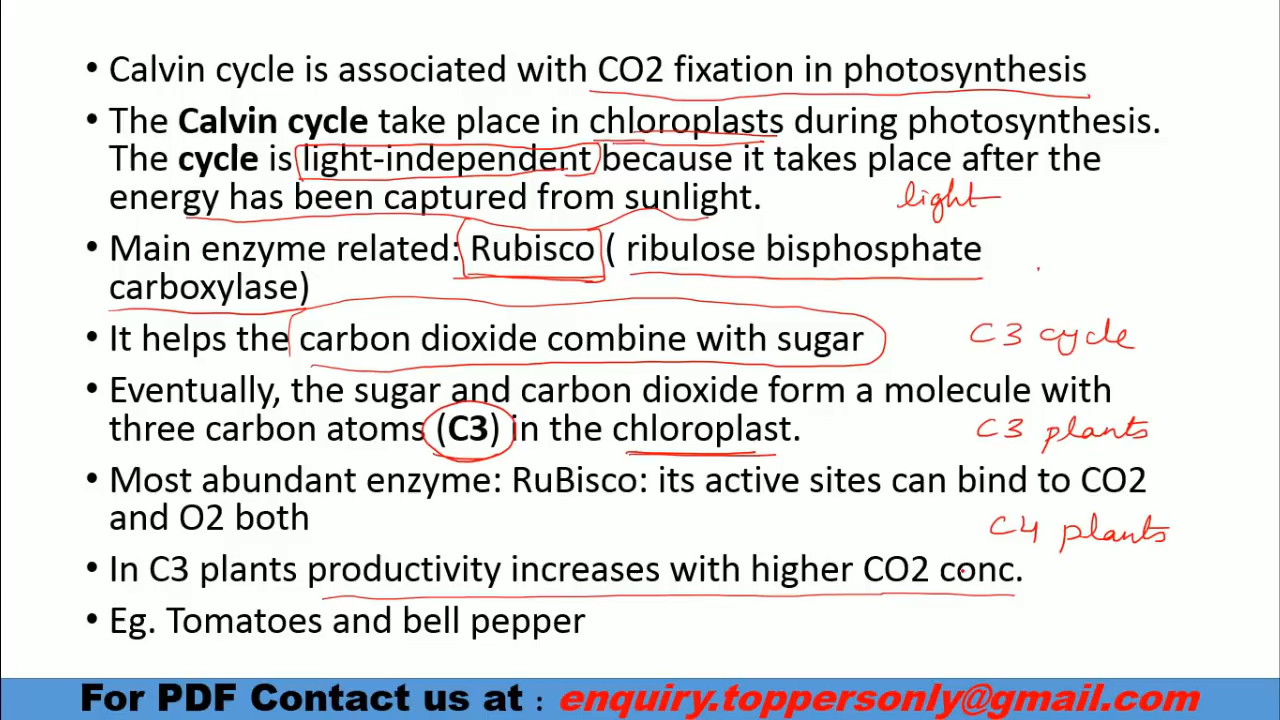 • Calvin cycle is associated with CO2 fixation in photosynthesis
• The Calvin cycle take place in chloroplasts during photosynthesis.
The cycle is light-independent because it takes place after the
energy has been captured from sunlight.
light
• Main enzyme related: Rubisco ( ribulose bisphosphate
carboxylase)
• It helps the carbon dioxide combine with sugar
C3 cycle
• Eventually, the sugar and carbon dioxide form a molecule with
three carbon atoms (C3) in the chloroplast.
C3 plants
• Most abundant enzyme: RuBisco: its active sites can bind to CO2
and O2 both
C4 plants
• In C3 plants productivity increases with higher CO2 conc.
• Eg. Tomatoes and bell pepper
For PDF Contact us at : enquiry.toppersonly@gmail.com